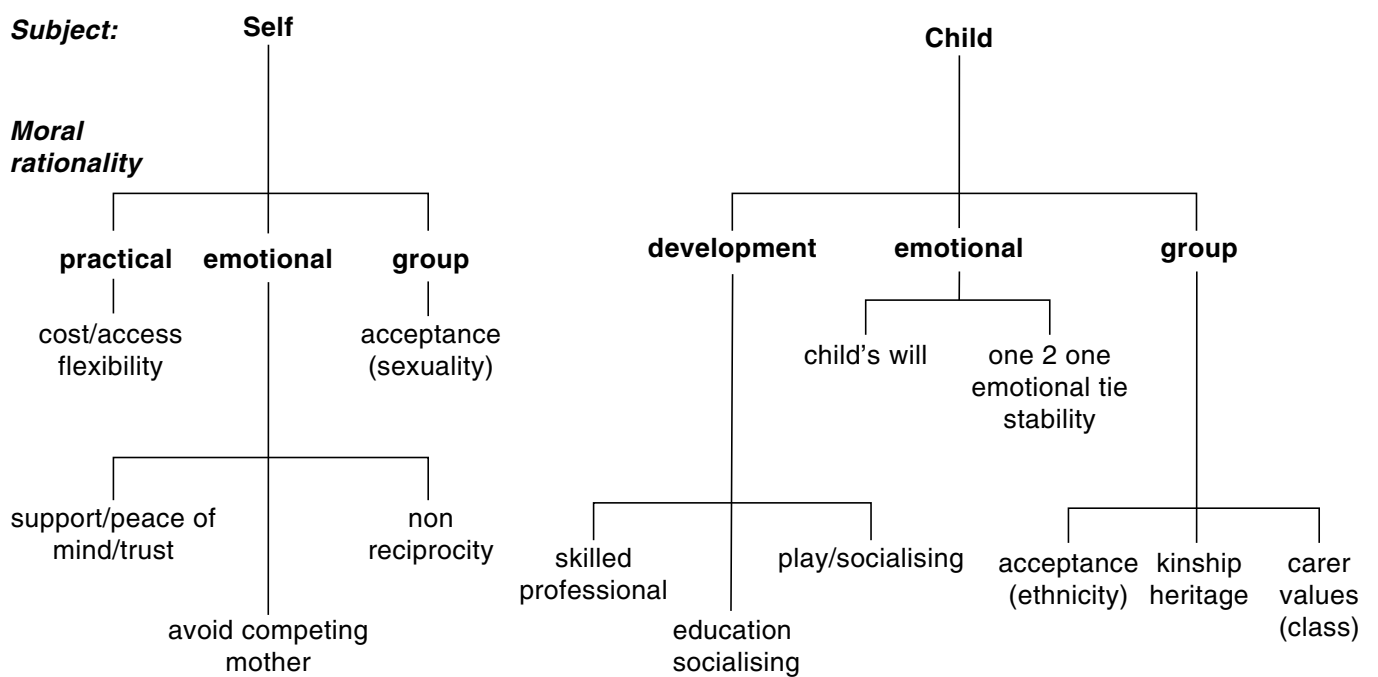 Subject:
Self
Child
Moral
rationality
practical
emotional
group
development
emotional
group
cost/access
flexibility
acceptance
(sexuality)
child's will
one 2 one
emotional tie
stability
support/peace of
mind/trust
non
reciprocity
avoid competing
mother
skilled
professional
education
socialising
play/socialising
acceptance
(ethnicity)
kinship
heritage
carer
values
(class)